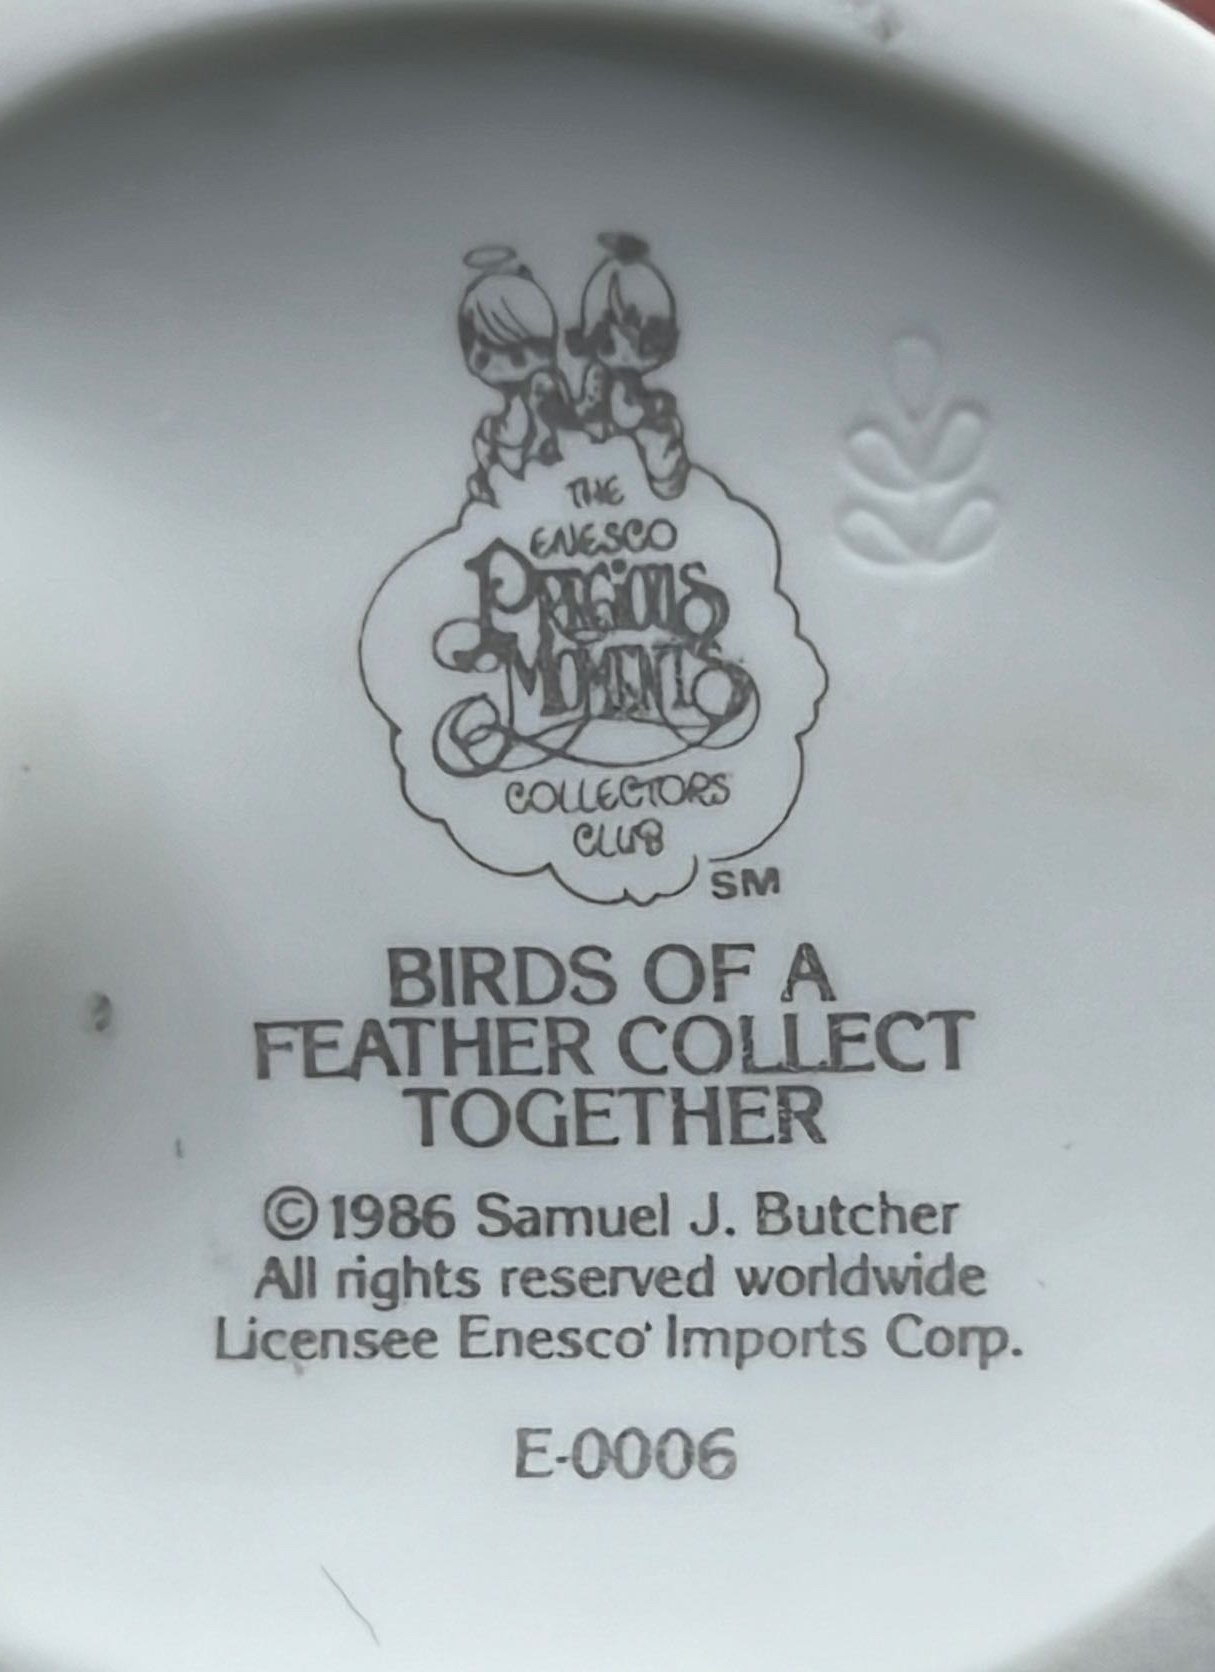 THE
ENESCO
PRECIOUS
MOMENTS
COLLECTORS
CLUB
SM
BIRDS OF A
FEATHER COLLECT
TOGETHER
©1986 Samuel J. Butcher
All rights reserved worldwide
Licensee Enesco Imports Corp.
E-0006